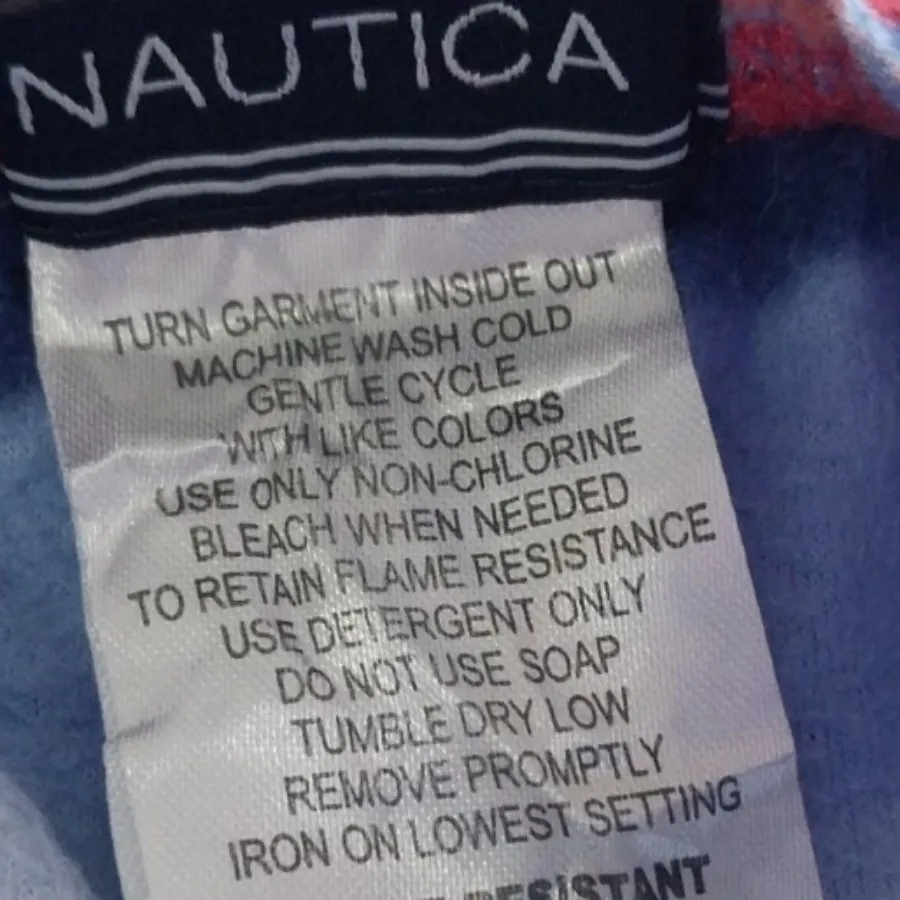 NAUTICA
TURN GARMENT INSIDE OUT
MACHINE WASH COLD
GENTLE CYCLE
WITH LIKE COLORS
USE ONLY NON-CHLORINE
BLEACH WHEN NEEDED
TO RETAIN FLAME RESISTANCE
USE DETERGENT ONLY
DO NOT USE SOAP
TUMBLE DRY LOW
REMOVE PROMPTLY
IRON ON LOWEST SETTING
RESISTANT